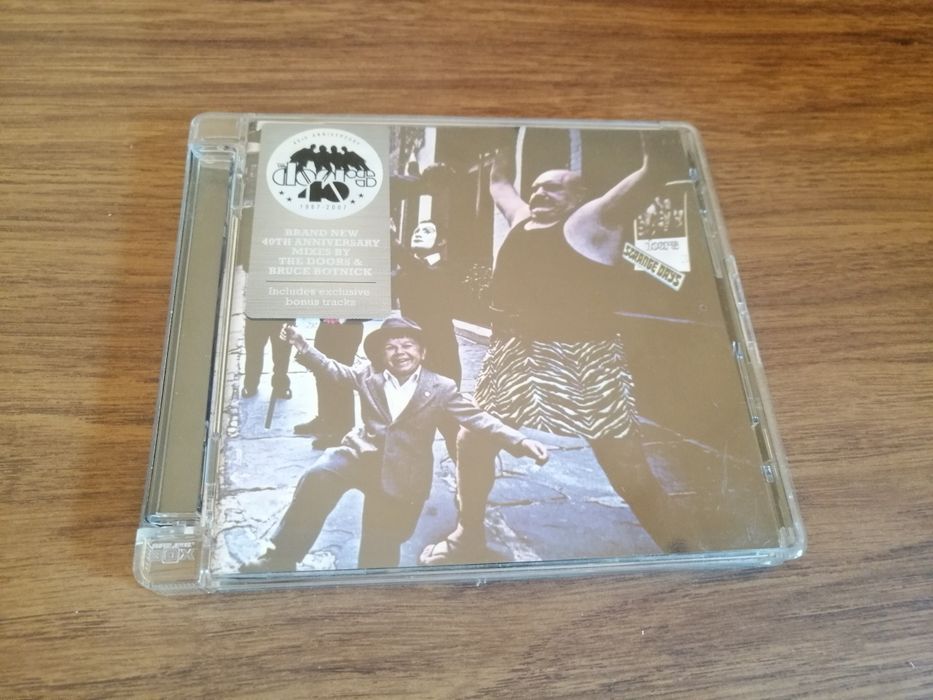 40TH ANNIVERSARY
the
DOORS
40
1967-2007
BRAND NEW
40TH ANNIVERSARY
MIXES BY
THE DOORS &
BRUCE BOTNICK
Includes exclusive
bonus tracks
DOORS
STRANGE DAYS